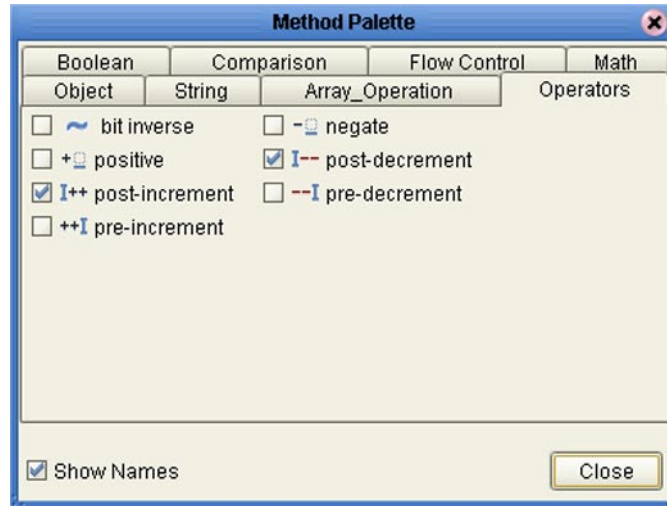 Method Palette
Boolean Comparison Flow Control Math
Object String Array_Operation Operators
~ bit inverse - negate
+ positive I-- post-decrement
I++ post-increment --I pre-decrement
++I pre-increment
Show Names Close